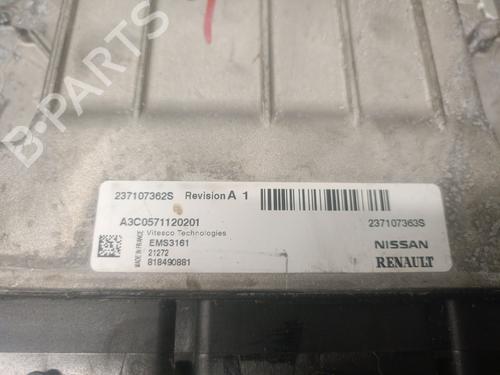 237107362S Revision A 1
A3C0571120201
237107363S
Vitesco Technologies
MADE IN FRANCE
EMS3161
NISSAN
21272
RENAULT
818490881
B-PARTS